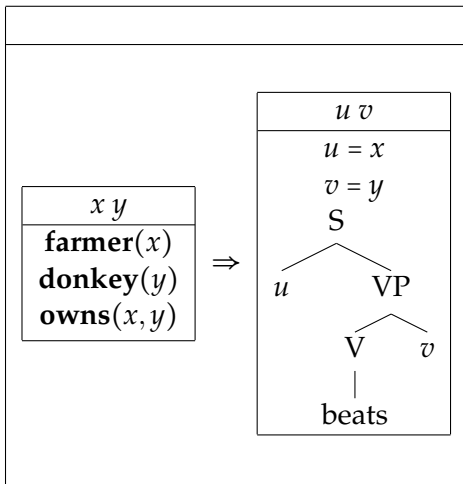 x y
farmer(x)
donkey(y)
owns(x, y)
⇒
u v
u = x
v = y
S
u VP
V v
beats